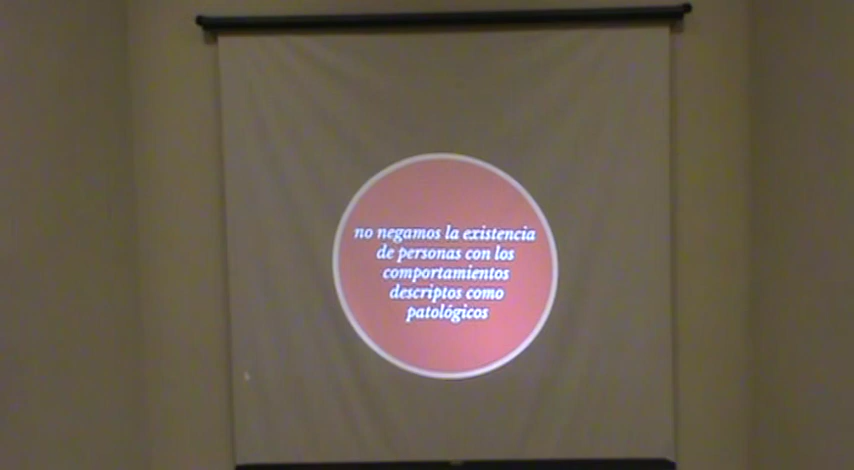 no negamos la existencia
de personas con los
comportamientos
descriptos como
patológicos